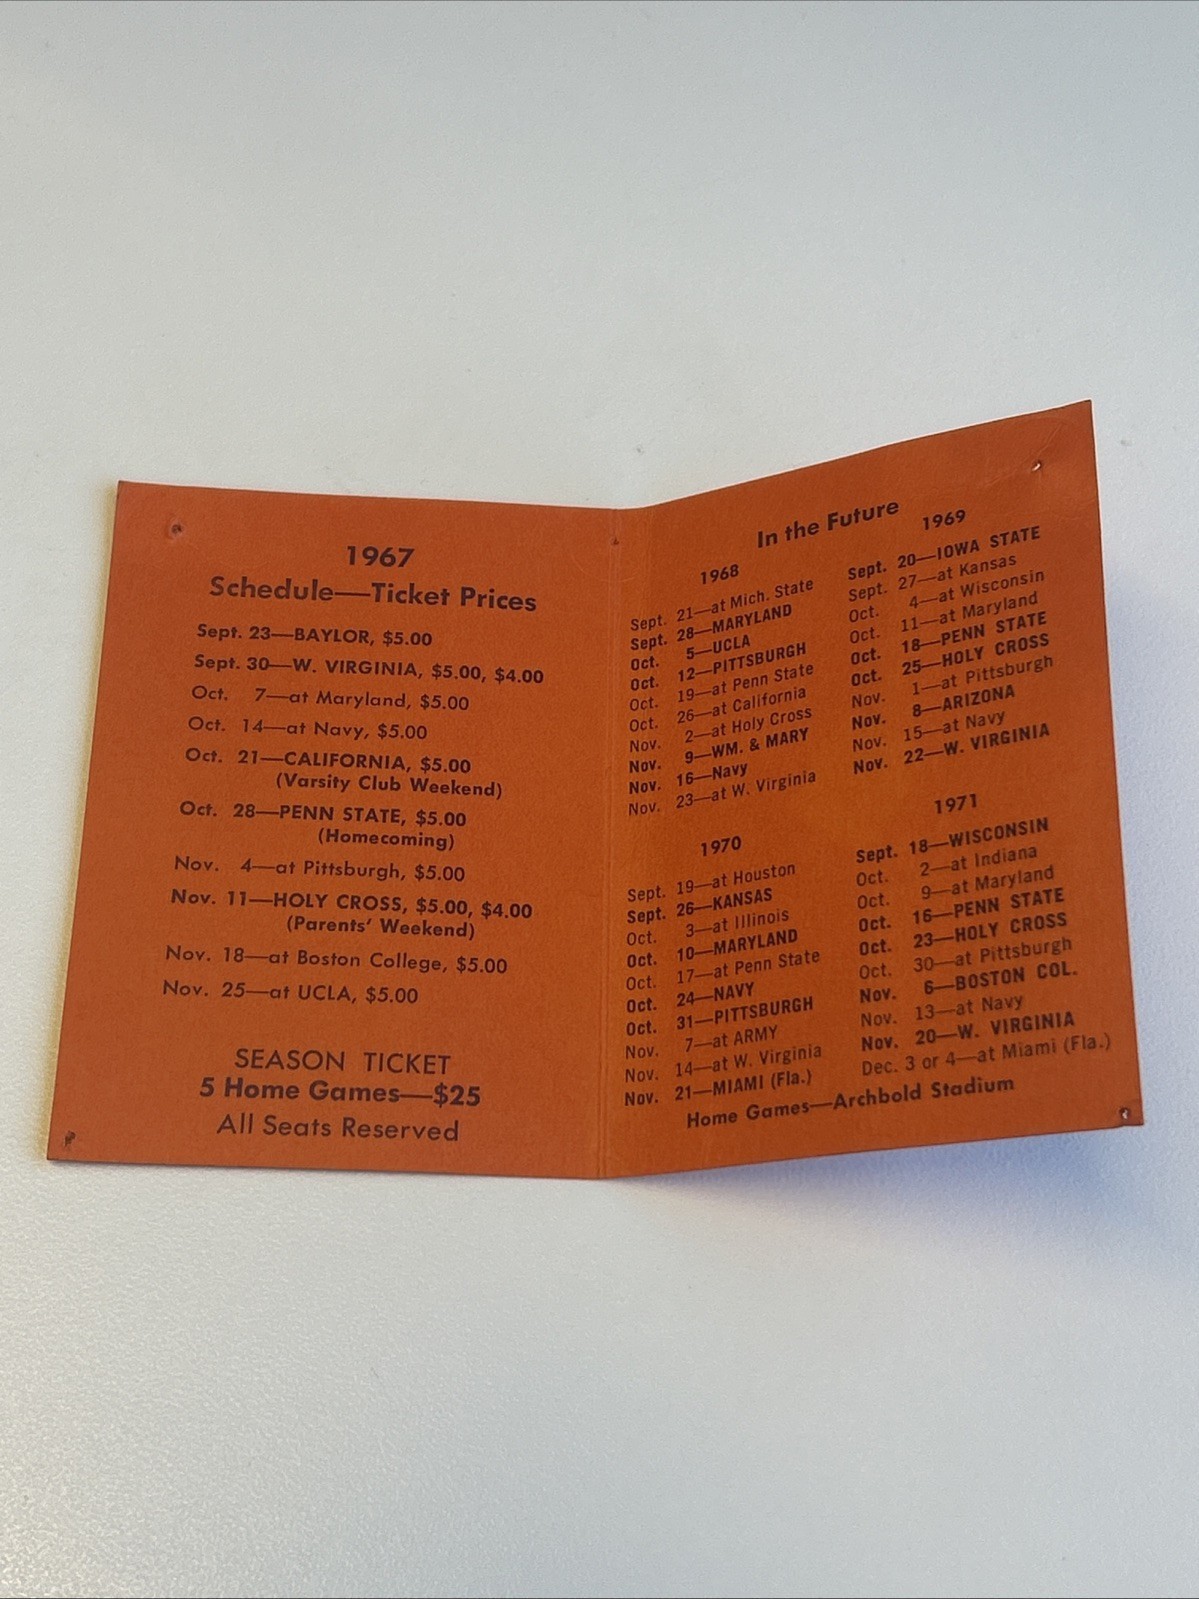 1967
Schedule—Ticket Prices
Sept. 23—BAYLOR, $5.00
Sept. 30—W. VIRGINIA, $5.00, $4.00
Oct. 7—at Maryland, $5.00
Oct. 14—at Navy, $5.00
Oct. 21—CALIFORNIA, $5.00
(Varsity Club Weekend)
Oct. 28—PENN STATE, $5.00
(Homecoming)
Nov. 4—at Pittsburgh, $5.00
Nov. 11—HOLY CROSS, $5.00, $4.00
(Parents' Weekend)
Nov. 18—at Boston College, $5.00
Nov. 25—at UCLA, $5.00
SEASON TICKET
5 Home Games—$25
All Seats Reserved
In the Future
1968
Sept. 21—at Mich. State
Sept. 28—MARYLAND
Oct. 5—UCLA
Oct. 12—PITTSBURGH
Oct. 19—at Penn State
Oct. 26—at California
Nov. 2—at Holy Cross
Nov. 9—WM. & MARY
Nov. 16—Navy
Nov. 23—at W. Virginia
1969
Sept. 20—IOWA STATE
Sept. 27—at Kansas
Oct. 4—at Wisconsin
Oct. 11—at Maryland
Oct. 18—PENN STATE
Oct. 25—HOLY CROSS
Nov. 1—at Pittsburgh
Nov. 8—ARIZONA
Nov. 15—at Navy
Nov. 22—W. VIRGINIA
1970
Sept. 19—at Houston
Sept. 26—KANSAS
Oct. 3—at Illinois
Oct. 10—MARYLAND
Oct. 17—at Penn State
Oct. 24—NAVY
Oct. 31—PITTSBURGH
Nov. 7—at ARMY
Nov. 14—at W. Virginia
Nov. 21—MIAMI (Fla.)
1971
Sept. 18—WISCONSIN
Oct. 2—at Indiana
Oct. 9—at Maryland
Oct. 16—PENN STATE
Oct. 23—HOLY CROSS
Oct. 30—at Pittsburgh
Nov. 6—BOSTON COL.
Nov. 13—at Navy
Nov. 20—W. VIRGINIA
Dec. 3 or 4—at Miami (Fla.)
Home Games—Archbold Stadium